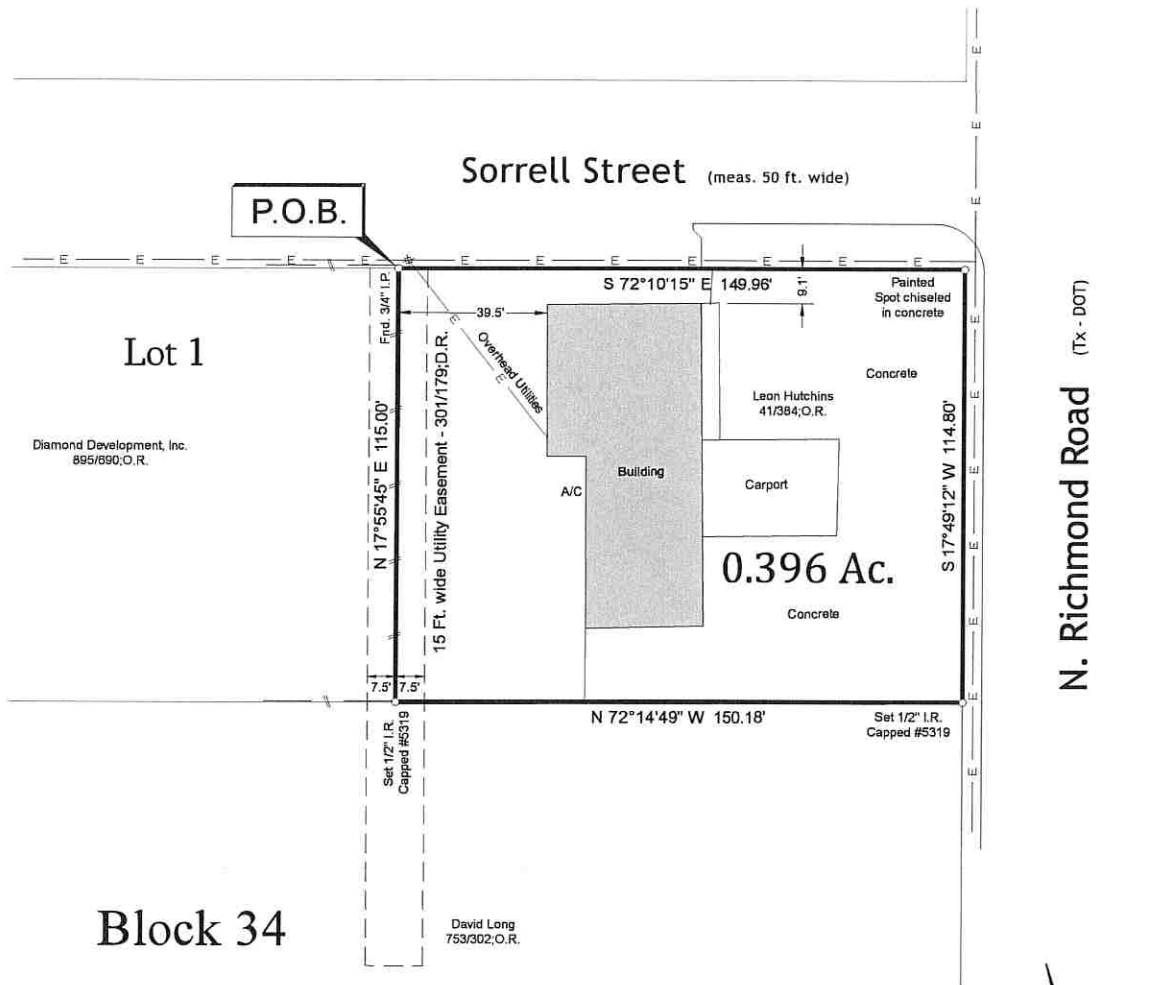 Sorrell Street (meas. 50 ft. wide)
P.O.B.
E E E E E E E E E E E
S 72°10'15" E 149.96'
9.1'
Painted
Spot chiseled
in concrete
Fnd. 3/4" I.P.
39.5'
Overhead Utilities
E E
Lot 1
Diamond Development, Inc.
895/690;O.R.
N 17°55'45" E 115.00'
15 Ft. wide Utility Easement - 301/179;D.R.
Concrete
Leon Hutchins
41/384;O.R.
Building
A/C
Carport
0.396 Ac.
Concrete
S 17°49'12" W 114.80'
E E E E E E E E E E
N. Richmond Road (Tx - DOT)
7.5' 7.5'
N 72°14'49" W 150.18'
Set 1/2" I.R.
Capped #5319
Set 1/2" I.R.
Capped #5319
Block 34
David Long
753/302;O.R.